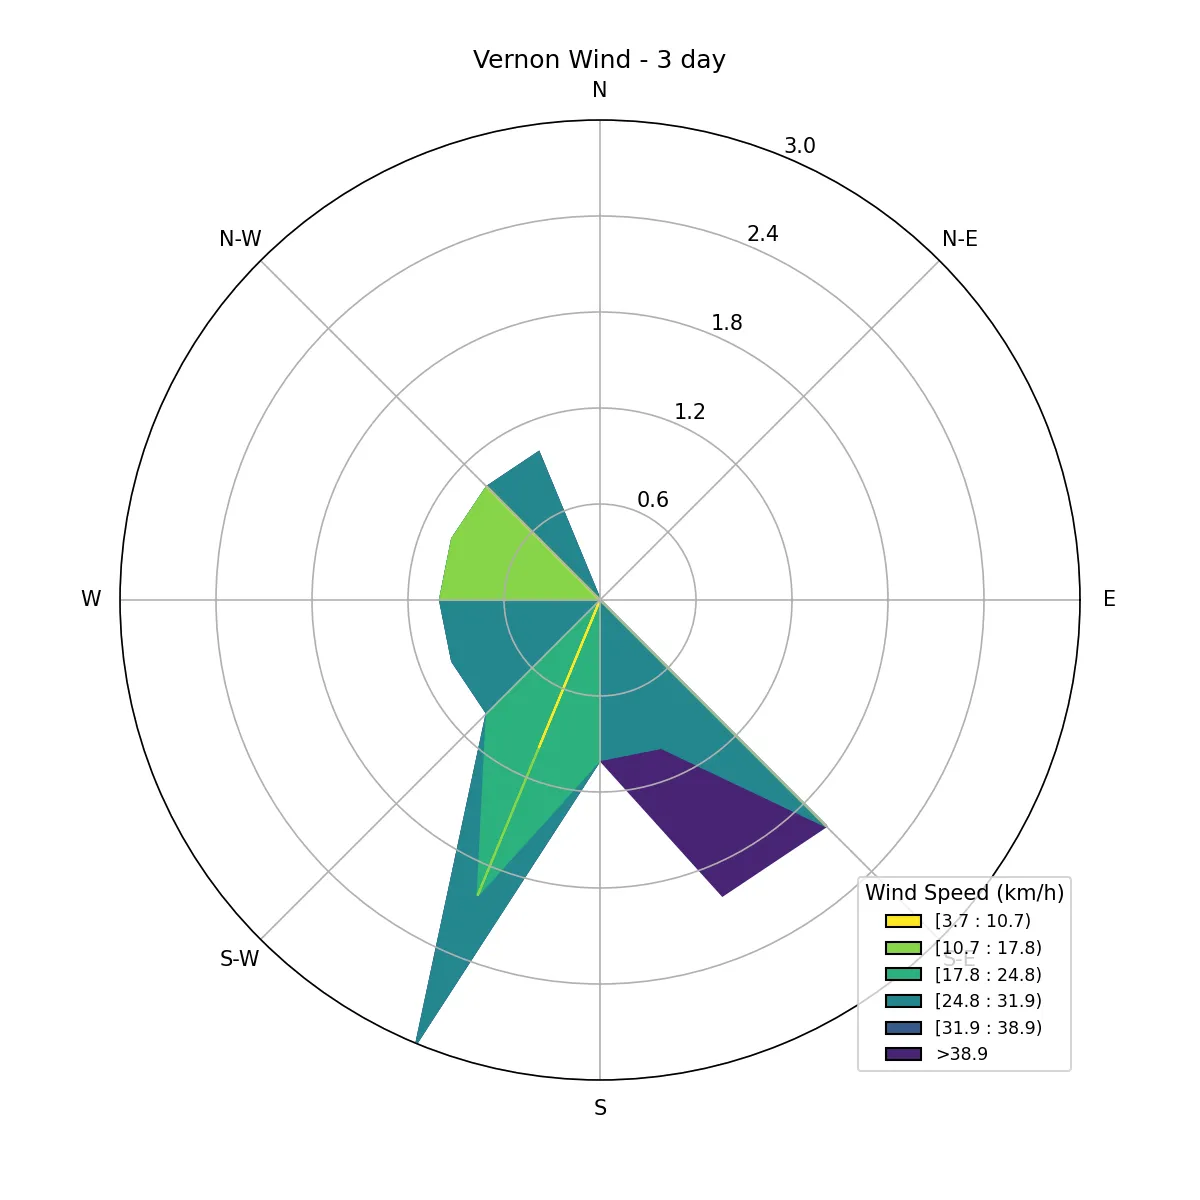 Vernon Wind - 3 day
N
3.0
N-W
2.4
N-E
1.8
1.2
0.6
W
E
Wind Speed (km/h)
[3.7 : 10.7)
[10.7 : 17.8)
S-W
S-E
[17.8 : 24.8)
[24.8 : 31.9)
[31.9 : 38.9)
>38.9
S